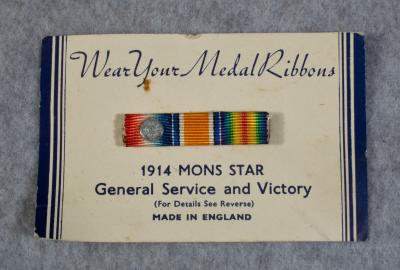 Wear Your Medal Ribbons
1914 MONS STAR
General Service and Victory
(For Details See Reverse)
MADE IN ENGLAND